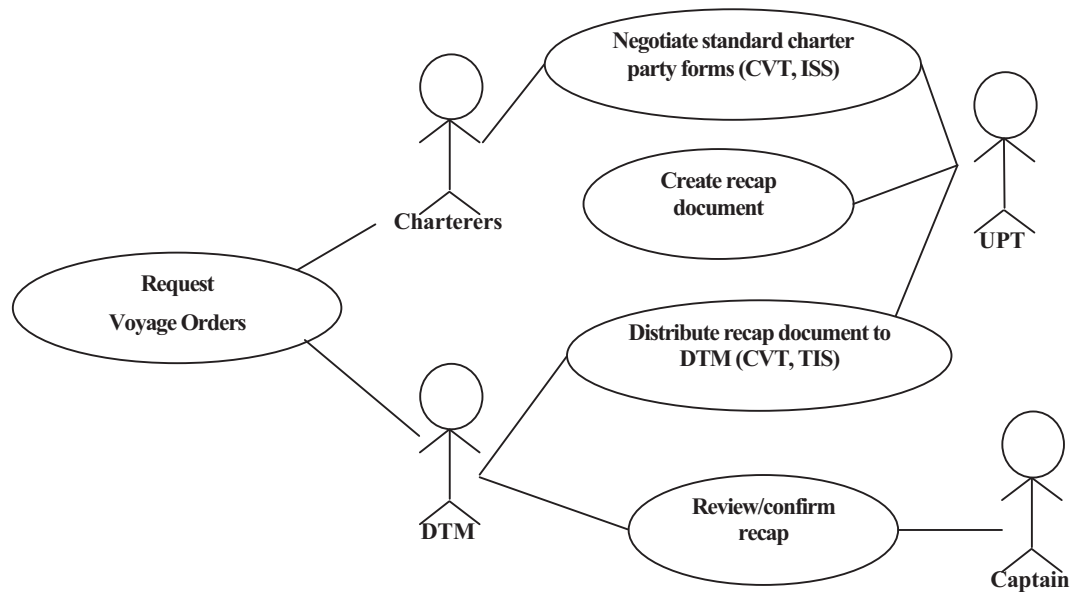 Negotiate standard charter
party forms (CVT, ISS)
Create recap
document
Charterers
UPT
Request
Voyage Orders
Distribute recap document to
DTM (CVT, TIS)
Review/confirm
recap
DTM
Captain